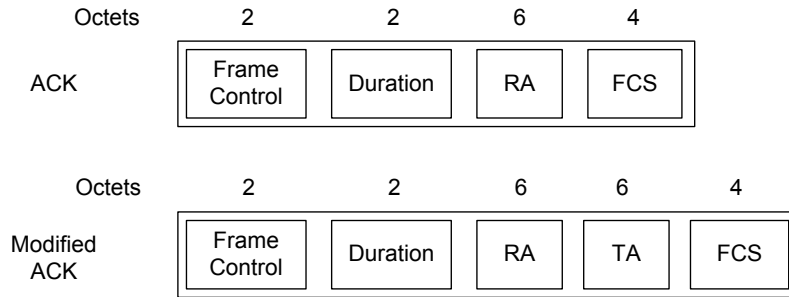 Octets 2 2 6 4
ACK Frame Control Duration RA FCS
Octets 2 2 6 6 4
Modified ACK Frame Control Duration RA TA FCS